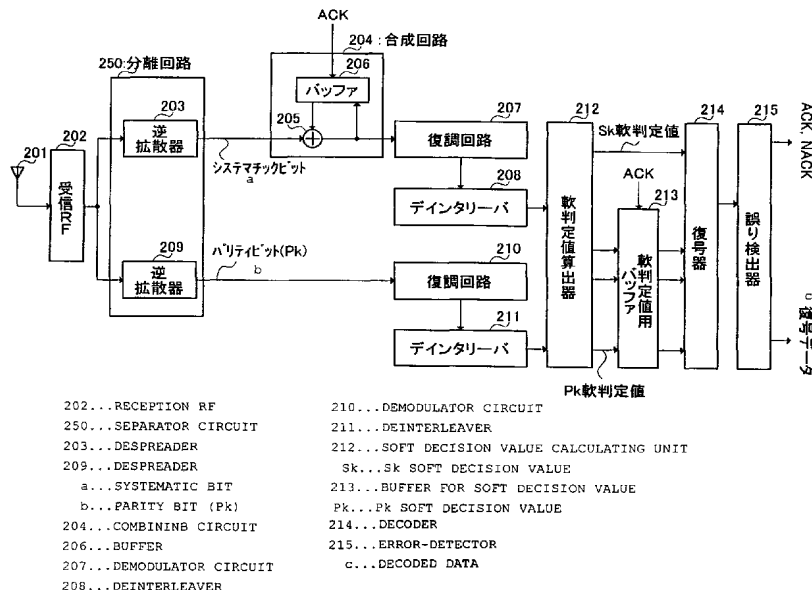 ACK
204:合成回路
250:分離回路
206
バッファ
203
逆
拡散器
205
207
復調回路
212
214
215
ACK, NACK
202
201
受信RF
システマチックビット
a
Sk軟判定値
208
デインタリーバ
ACK
213
軟判定値算出器
軟判定値用
バッファ
復号器
誤り検出器
209
逆
拡散器
パリティビット(Pk)
b
210
復調回路
211
デインタリーバ
Pk軟判定値
復号データ
202...RECEPTION RF
250...SEPARATOR CIRCUIT
203...DESPREADER
209...DESPREADER
a...SYSTEMATIC BIT
b...PARITY BIT (Pk)
204...COMBININB CIRCUIT
206...BUFFER
207...DEMODULATOR CIRCUIT
208...DEINTERLEAVER
210...DEMODULATOR CIRCUIT
211...DEINTERLEAVER
212...SOFT DECISION VALUE CALCULATING UNIT
Sk...Sk SOFT DECISION VALUE
213...BUFFER FOR SOFT DECISION VALUE
Pk...Pk SOFT DECISION VALUE
214...DECODER
215...ERROR-DETECTOR
c...DECODED DATA